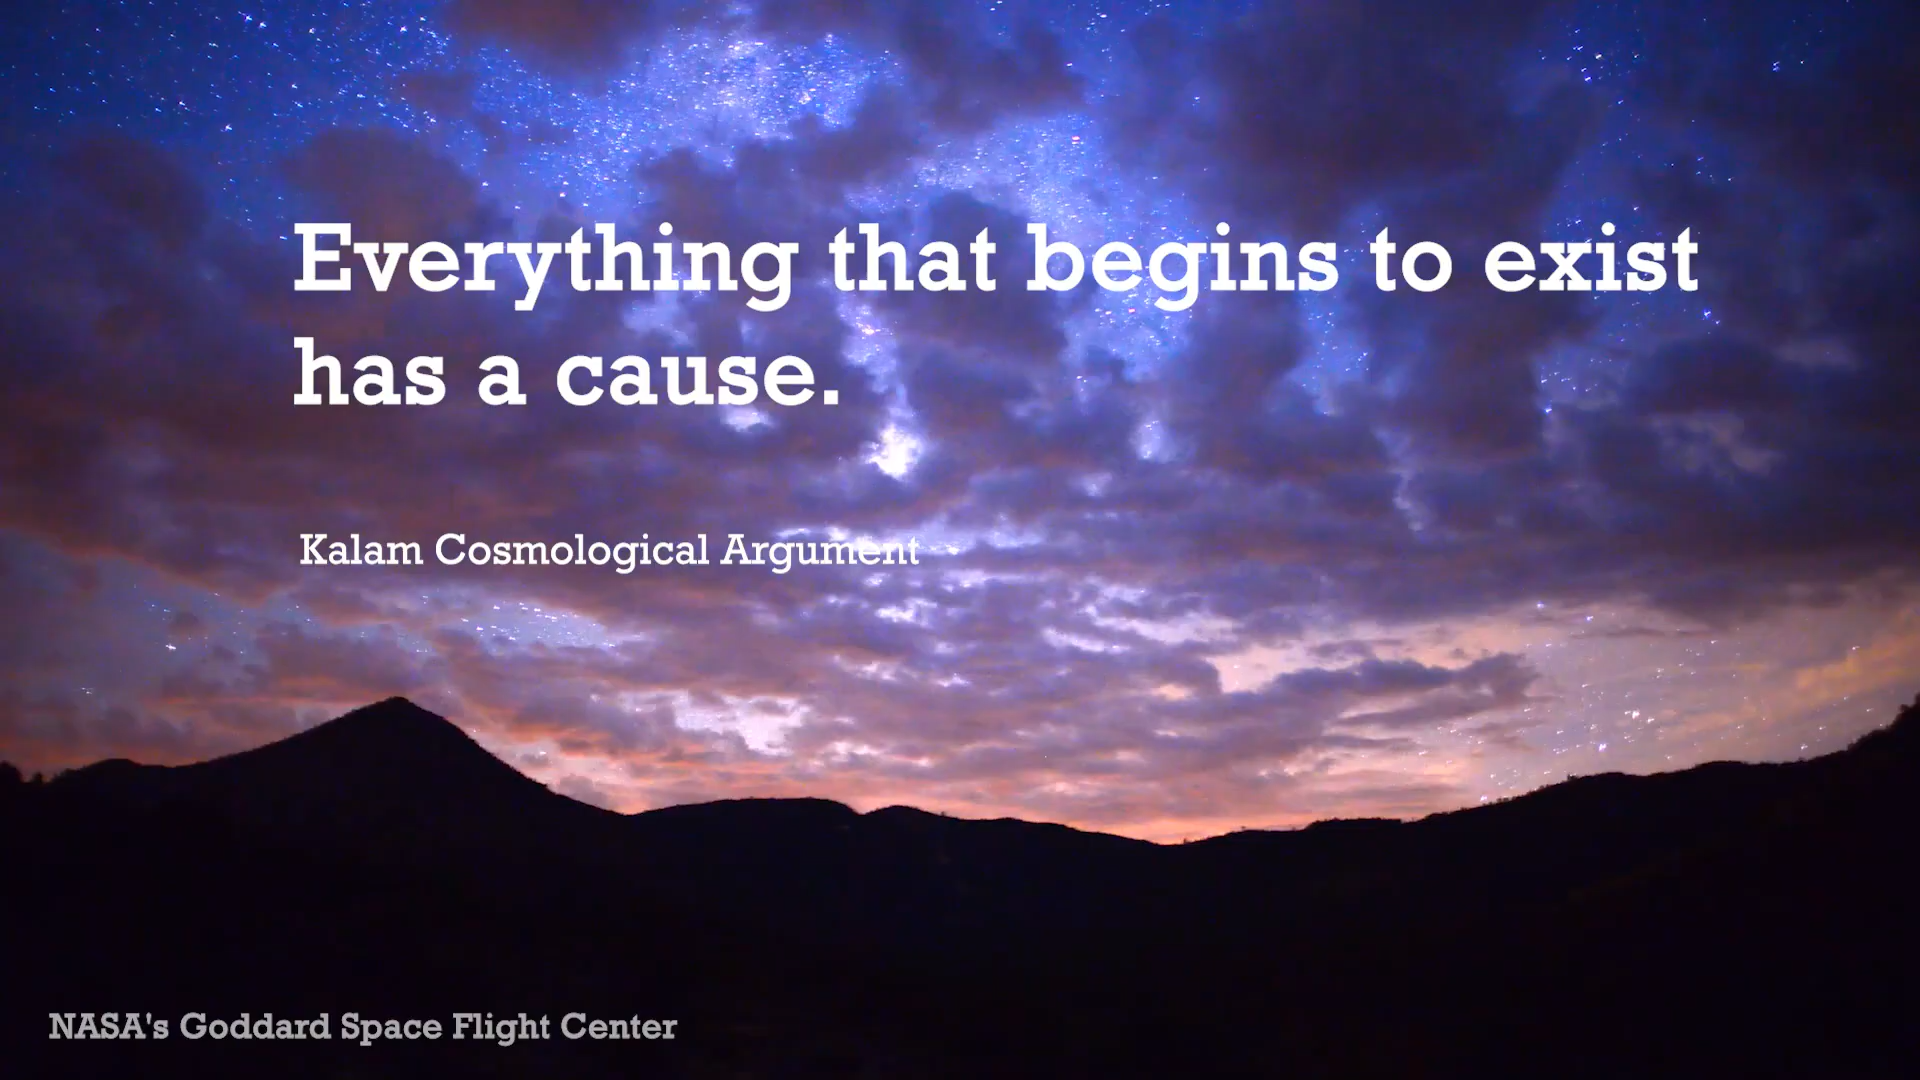 Everything that begins to exist
has a cause.
Kalam Cosmological Argument
NASA's Goddard Space Flight Center